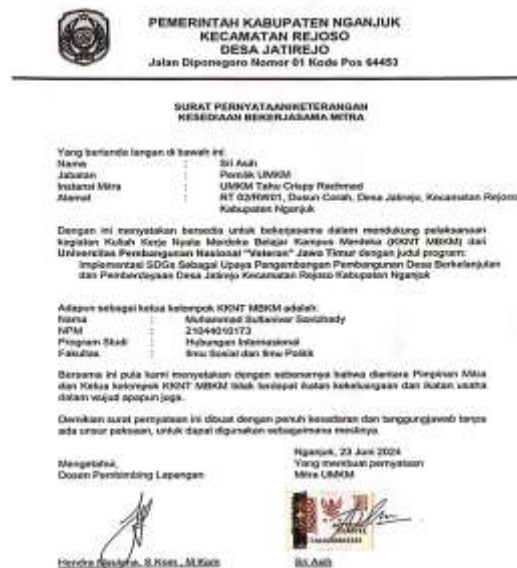 PEMERINTAH KABUPATEN NGANJUK
KECAMATAN REJOSO
DESA JATIREJO
Jalan Diponegoro Nomor 01 Kode Pos 64453
SURAT PERNYATAAN/KETERANGAN
KESEDIAAN BEKERJASAMA MITRA
Yang bertanda tangan di bawah ini
Nama : Sri Asih
Jabatan : Pemilik UMKM
Instansi Mitra : UMKM Tahu Crispy Rachmad
Alamat : RT 02/RW01, Dusun Carah, Desa Jatirejo, Kecamatan Rejoso
Kabupaten Nganjuk
Dengan ini menyatakan bersedia untuk bekerjasama dalam mendukung pelaksanaan
kegiatan Kuliah Kerja Nyata Merdeka Belajar Kampus Merdeka (KKNT MBKM) dari
Universitas Pembangunan Nasional "Veteran" Jawa Timur dengan judul program:
Implementasi SDGs Sebagai Upaya Pengembangan Pembangunan Desa Berkelanjutan
dan Pemberdayaan Desa Jatirejo Kecamatan Rejoso Kabupaten Nganjuk
Adapun sebagai ketua kelompok KKNT MBKM adalah:
Nama : Muhammad Sultanivar
NPM : 21044010173
Program Studi : Hubungan Internasional
Fakultas : Ilmu Sosial dan Ilmu Politik
Bersama ini pula kami menyatakan dengan sebenarnya bahwa diantara Pimpinan Mitra
dan Ketua kelompok KKNT MBKM tidak terdapat ikatan kekeluargaan dan ikatan usaha
dalam wujud apapun juga.
Demikian surat pernyataan ini dibuat dengan penuh kesadaran dan tanggungjawab tanpa
ada unsur paksaan, untuk dapat digunakan sebagaimana mestinya.
Nganjuk, 23 Juni 2024
Mengetahui, Yang membuat pernyataan
Dosen Pembimbing Lapangan Mitra UMKM
Hendra Maulana, S.Kom., M.Kom Sri Asih